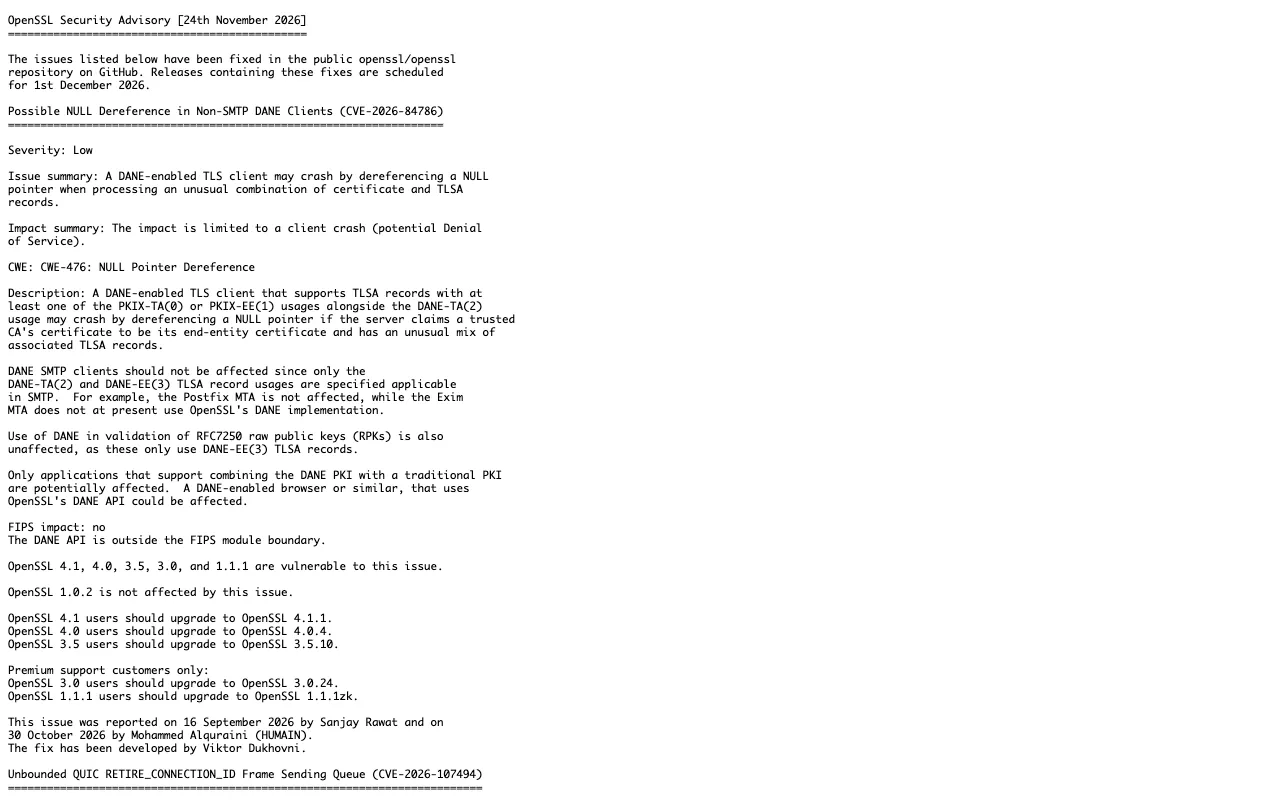 OpenSSL Security Advisory [24th November 2026]
==============================================
The issues listed below have been fixed in the public openssl/openssl
repository on GitHub. Releases containing these fixes are scheduled
for 1st December 2026.
Possible NULL Dereference in Non-SMTP DANE Clients (CVE-2026-84786)
===================================================================
Severity: Low
Issue summary: A DANE-enabled TLS client may crash by dereferencing a NULL
pointer when processing an unusual combination of certificate and TLSA
records.
Impact summary: The impact is limited to a client crash (potential Denial
of Service).
CWE: CWE-476: NULL Pointer Dereference
Description: A DANE-enabled TLS client that supports TLSA records with at
least one of the PKIX-TA(0) or PKIX-EE(1) usages alongside the DANE-TA(2)
usage may crash by dereferencing a NULL pointer if the server claims a trusted
CA's certificate to be its end-entity certificate and has an unusual mix of
associated TLSA records.
DANE SMTP clients should not be affected since only the
DANE-TA(2) and DANE-EE(3) TLSA record usages are specified applicable
in SMTP.  For example, the Postfix MTA is not affected, while the Exim
MTA does not at present use OpenSSL's DANE implementation.
Use of DANE in validation of RFC7250 raw public keys (RPKs) is also
unaffected, as these only use DANE-EE(3) TLSA records.
Only applications that support combining the DANE PKI with a traditional PKI
are potentially affected.  A DANE-enabled browser or similar, that uses
OpenSSL's DANE API could be affected.
FIPS impact: no
The DANE API is outside the FIPS module boundary.
OpenSSL 4.1, 4.0, 3.5, 3.0, and 1.1.1 are vulnerable to this issue.
OpenSSL 1.0.2 is not affected by this issue.
OpenSSL 4.1 users should upgrade to OpenSSL 4.1.1.
OpenSSL 4.0 users should upgrade to OpenSSL 4.0.4.
OpenSSL 3.5 users should upgrade to OpenSSL 3.5.10.
Premium support customers only:
OpenSSL 3.0 users should upgrade to OpenSSL 3.0.24.
OpenSSL 1.1.1 users should upgrade to OpenSSL 1.1.1zk.
This issue was reported on 16 September 2026 by Sanjay Rawat and on
30 October 2026 by Mohammed Alquraini (HUMAIN).
The fix has been developed by Viktor Dukhovni.
Unbounded QUIC RETIRE_CONNECTION_ID Frame Sending Queue (CVE-2026-107494)
=========================================================================